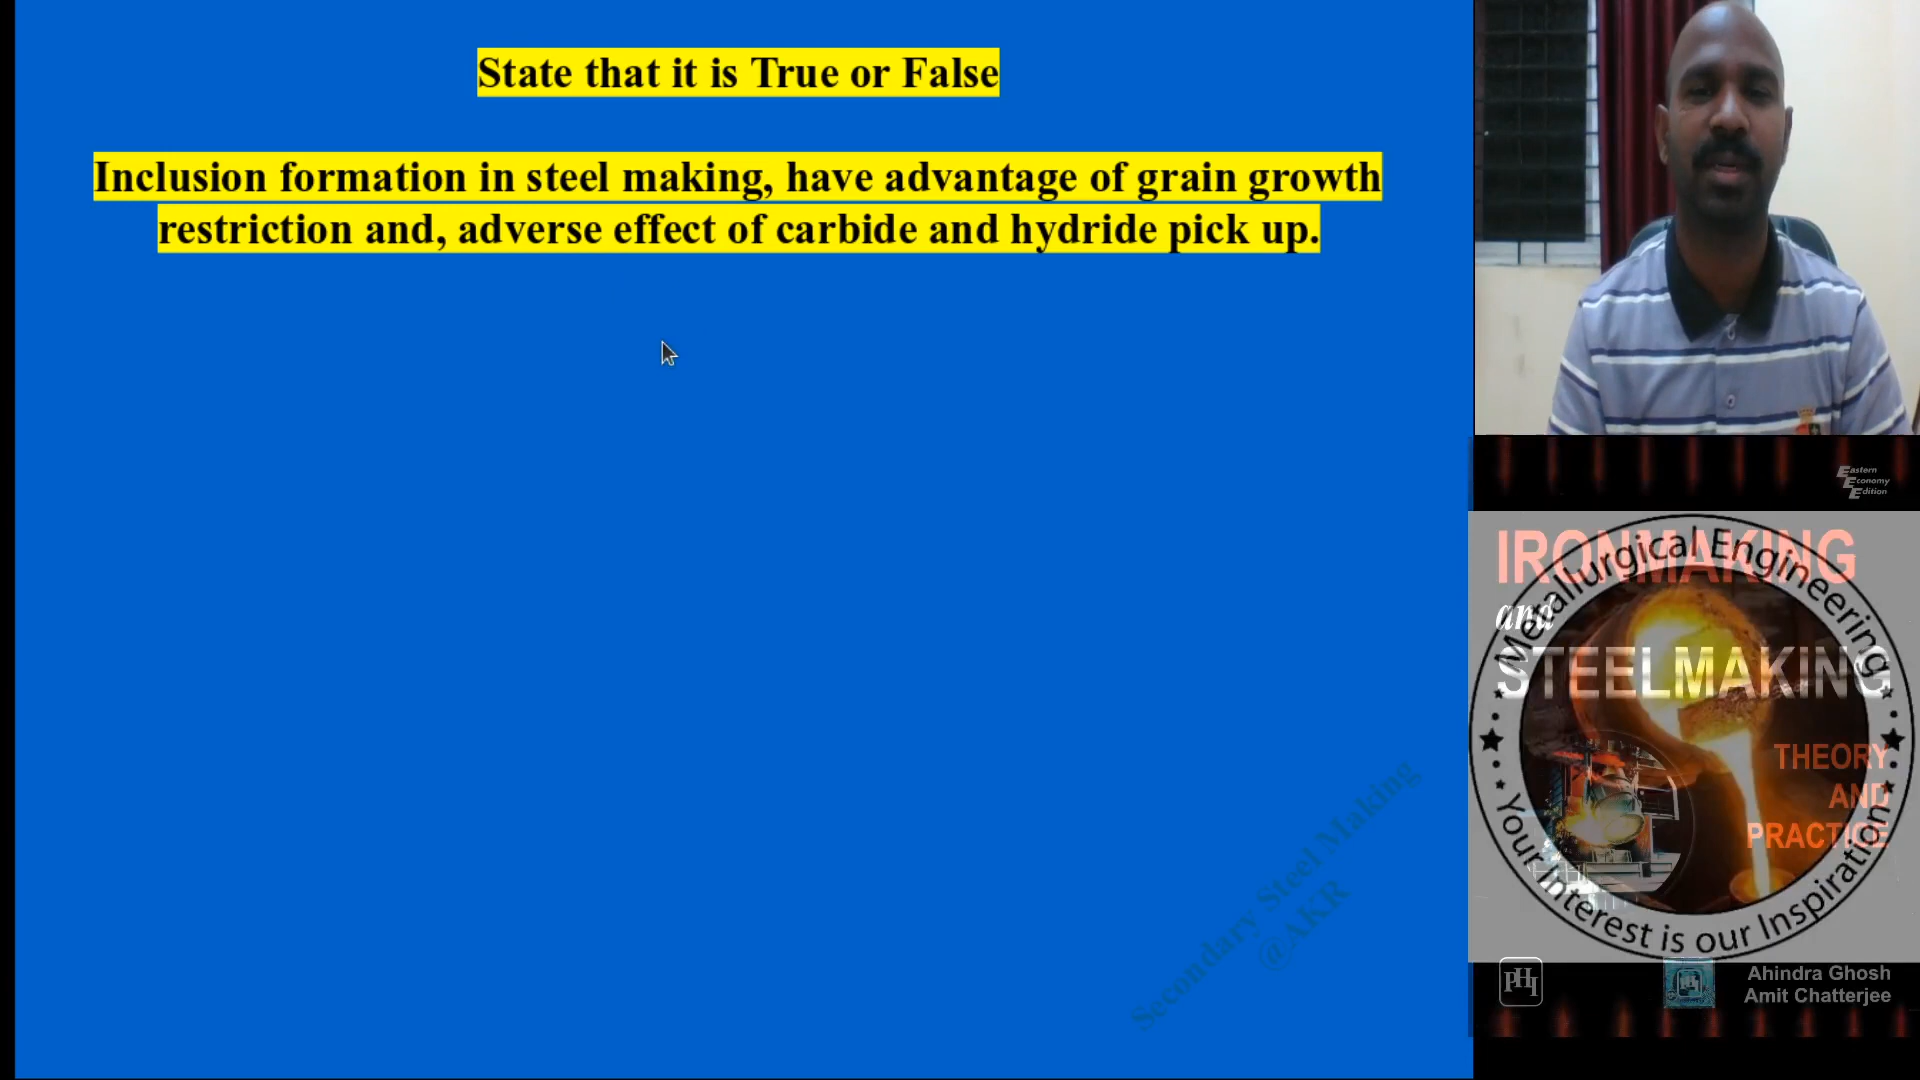 State that it is True or False
Inclusion formation in steel making, have advantage of grain growth
restriction and, adverse effect of carbide and hydride pick up.
Eastern
Economy
Edition
IRONMAKING
and
STEELMAKING
THEORY
AND
PRACTICE
Metallurgical Engineering
Your Interest is our Inspiration
Secondary Steel Making
@AKR
PHI
Ahindra Ghosh
Amit Chatterjee